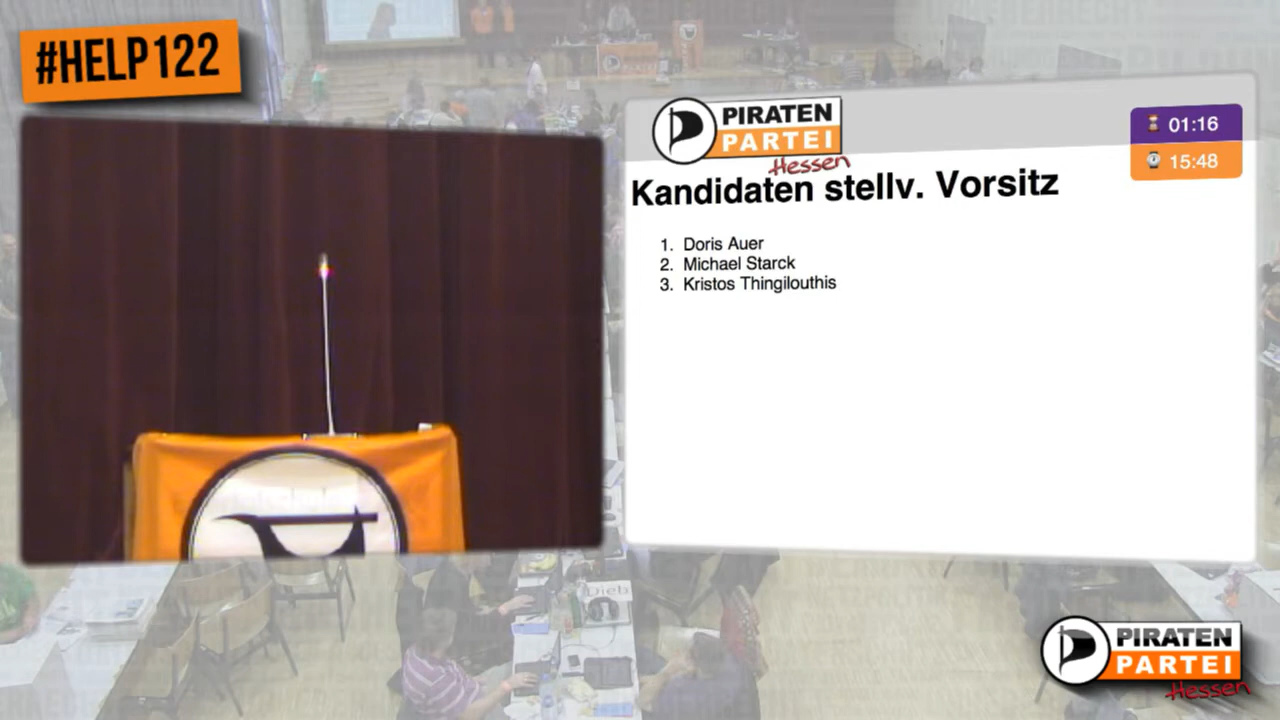 #HELP122
PIRATEN
PARTEI
Hessen
01:16
15:48
Kandidaten stellv. Vorsitz
1. Doris Auer
2. Michael Starck
3. Kristos Thingilouthis
Dieb
PIRATEN
PARTEI
Hessen